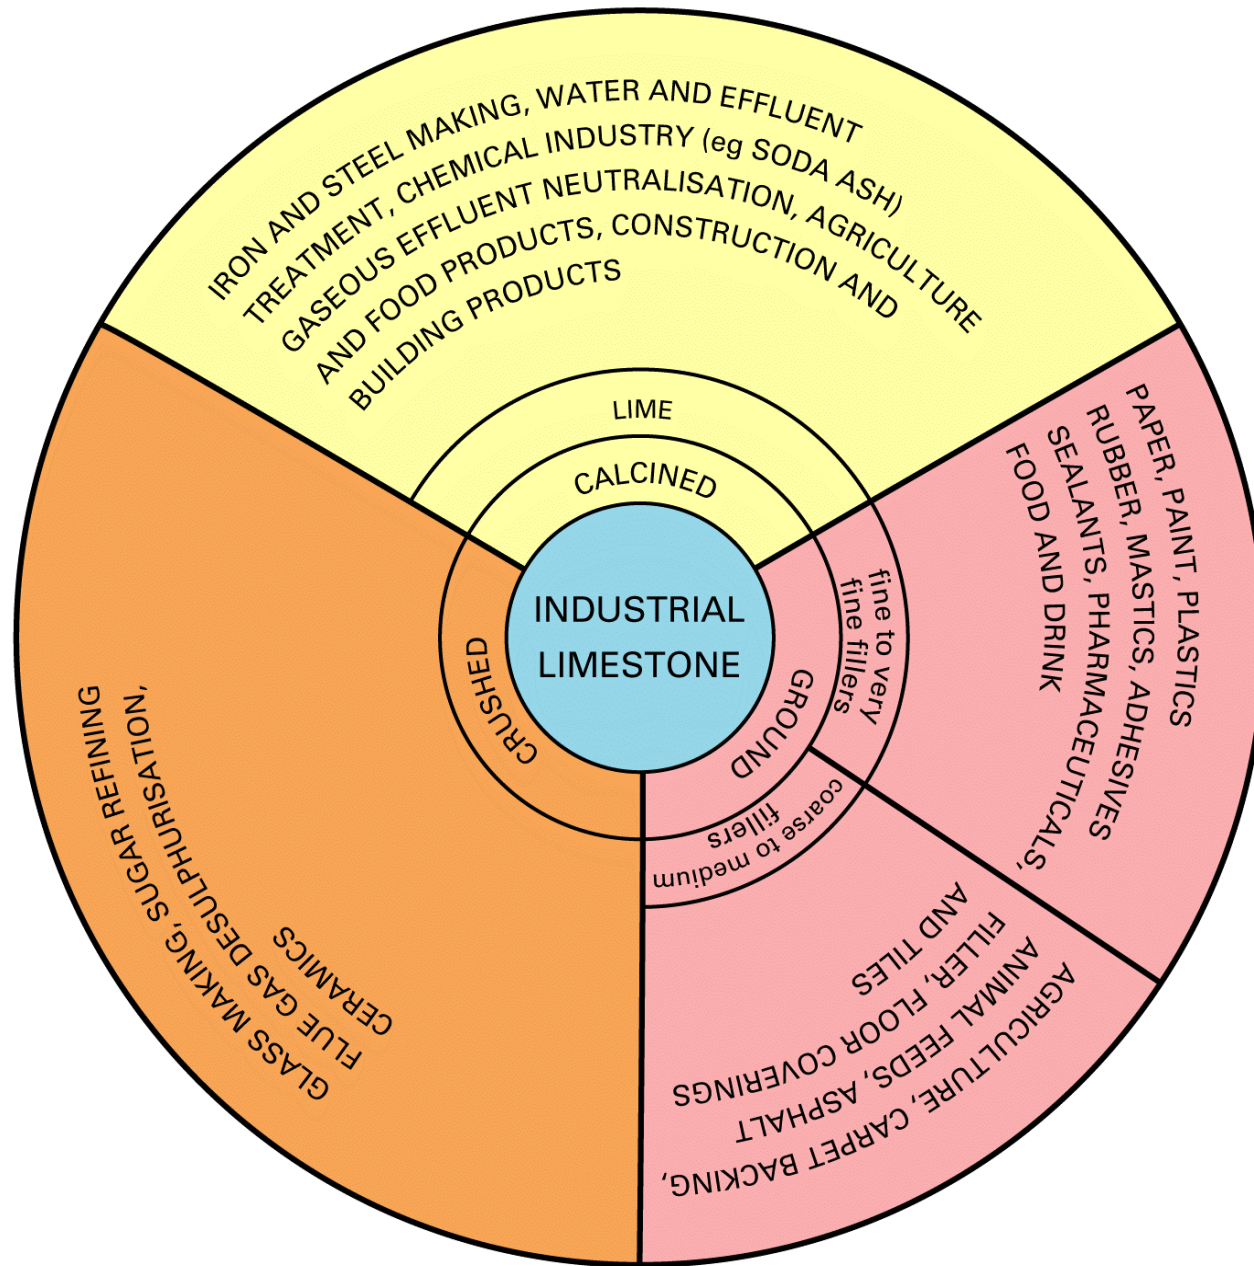 IRON AND STEEL MAKING, WATER AND EFFLUENT
TREATMENT, CHEMICAL INDUSTRY (eg SODA ASH)
GASEOUS EFFLUENT NEUTRALISATION, AGRICULTURE
AND FOOD PRODUCTS, CONSTRUCTION AND
BUILDING PRODUCTS
LIME
CALCINED
INDUSTRIAL
LIMESTONE
PAPER, PAINT, PLASTICS
RUBBER, MASTICS, ADHESIVES
SEALANTS, PHARMACEUTICALS,
FOOD AND DRINK
fine to very
fine fillers
GROUND
coarse to medium
fillers
AGRICULTURE, CARPET BACKING,
ANIMAL FEEDS, ASPHALT
FILLER, FLOOR COVERINGS
AND TILES
CRUSHED
GLASS MAKING, SUGAR REFINING
FLUE GAS DESULPHURISATION,
CERAMICS